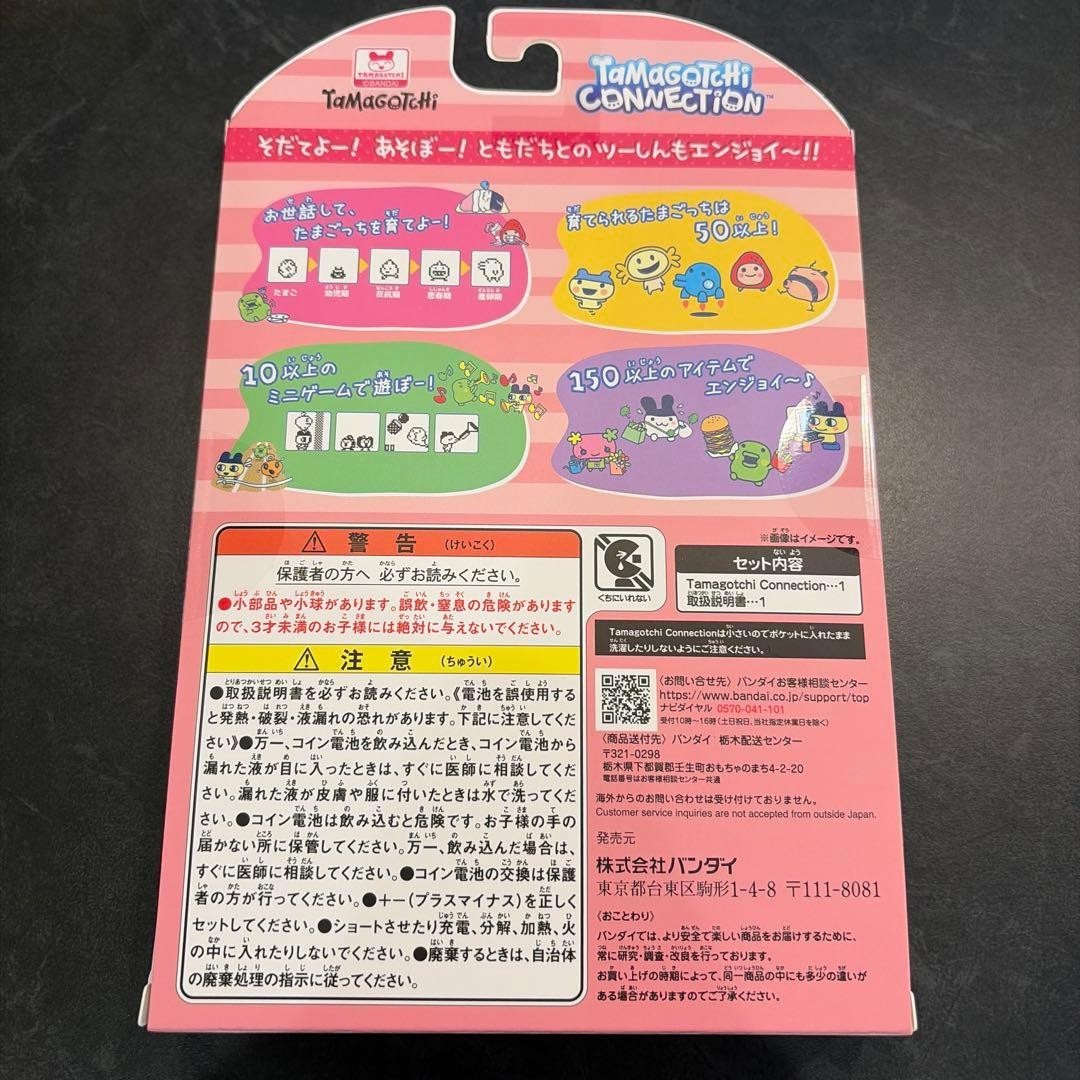 TAMAGOTCHI
©BANDAI
TaMaGoTCHi
TaMaGoTCHi
CONNECTiON™
そだてよー! あそぼー! ともだちとのツーしんもエンジョイ〜!!
お世話して、
たまごっちを育てよー!
たまご
幼児期
反抗期
思春期
産卵期
育てられるたまごっちは
50以上!
10以上の
ミニゲームで遊ぼー!
150以上のアイテムで
エンジョイ〜♪
警告 (けいこく)
保護者の方へ 必ずお読みください。
●小部品や小球があります。誤飲・窒息の危険があります
ので、3才未満のお子様には絶対に与えないでください。
注意 (ちゅうい)
●取扱説明書を必ずお読みください。《電池を誤使用する
と発熱・破裂・液漏れの恐れがあります。下記に注意してくだ
さい》●万一、コイン電池を飲み込んだとき、コイン電池から
漏れた液が目に入ったときは、すぐに医師に相談してくださ
い。漏れた液が皮膚や服に付いたときは水で洗ってくださ
い。●コイン電池は飲み込むと危険です。お子様の手の
届かない所に保管してください。万一、飲み込んだ場合は、
すぐに医師に相談してください。●コイン電池の交換は保護
者の方が行ってください。●+−(プラスマイナス)を正しく
セットしてください。●ショートさせたり充電、分解、加熱、火
の中に入れたりしないでください。●廃棄するときは、自治体
の廃棄処理の指示に従ってください。
くちにいれない
※画像はイメージです。
セット内容
Tamagotchi Connection…1
取扱説明書…1
Tamagotchi Connectionは小さいのでポケットに入れたまま
洗濯したりしないようにご注意ください。
〈お問い合せ先〉バンダイお客様相談センター
https://www.bandai.co.jp/support/top
ナビダイヤル 0570-041-101
受付10時〜16時(土日祝日、当社指定休業日を除く)
〈商品送付先〉バンダイ 栃木配送センター
〒321-0298
栃木県下都賀郡壬生町おもちゃのまち4-2-20
電話番号はお客様相談センター共通
海外からのお問い合わせは受け付けておりません。
Customer service inquiries are not accepted from outside Japan.
発売元
株式会社バンダイ
東京都台東区駒形1-4-8 〒111-8081
〈おことわり〉
バンダイでは、より安全で楽しい商品をお届けするために、
常に研究・調査・改良を行っております。
お買い上げの時期によって、同一商品の中にも多少の違いが
ある場合がありますのでご了承ください。